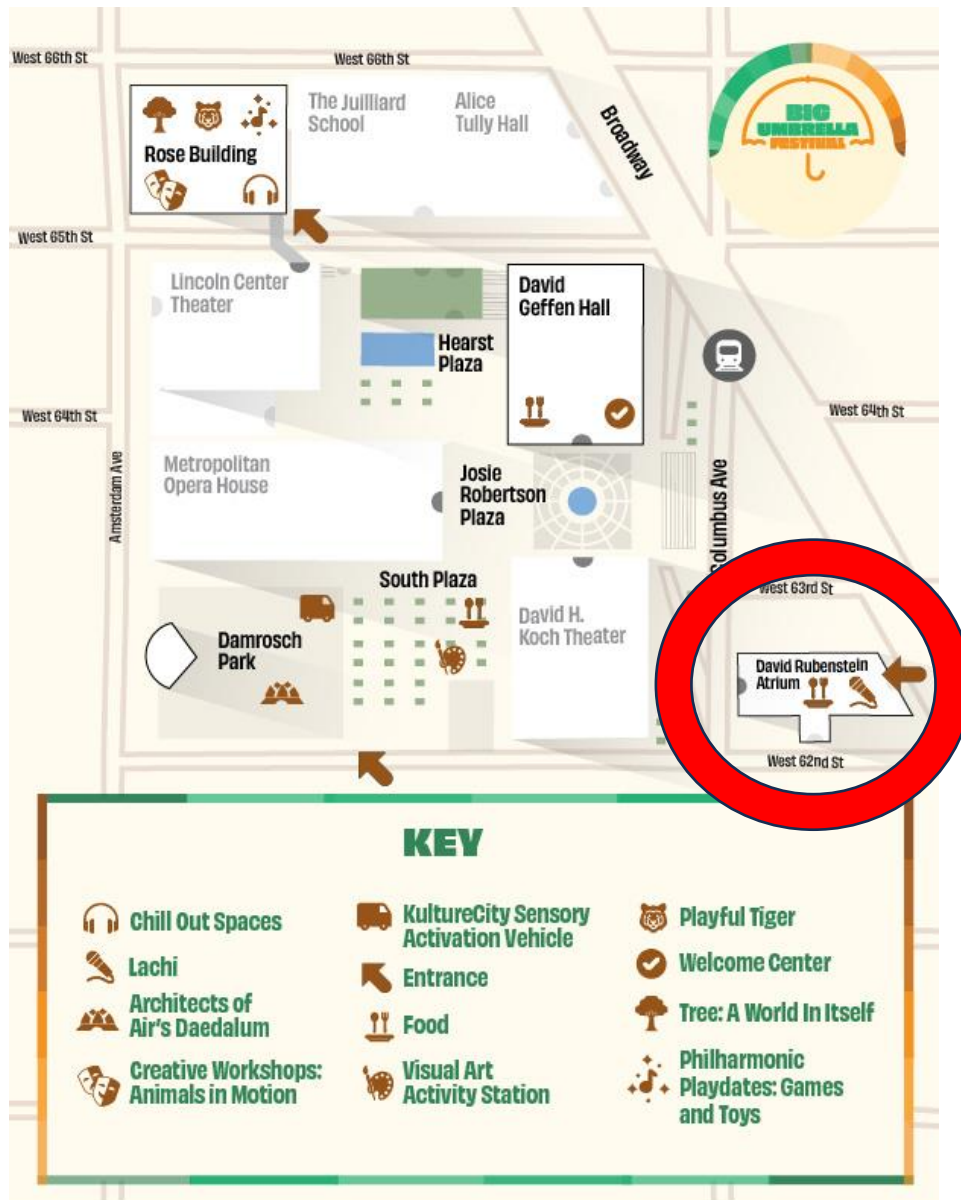 West 66th St
West 66th St
BIG
UMBRELLA
FESTIVAL
The Juilliard
School
Alice
Tully Hall
Broadway
Rose Building
West 65th St
Lincoln Center
Theater
David
Geffen Hall
Hearst
Plaza
West 64th St
West 64th St
Amsterdam Ave
Metropolitan
Opera House
Josie
Robertson
Plaza
Columbus Ave
South Plaza
West 63rd St
David H.
Koch Theater
Damrosch
Park
David Rubenstein
Atrium
West 62nd St
KEY
Chill Out Spaces
Lachi
Architects of
Air's Daedalum
Creative Workshops:
Animals in Motion
KultureCity Sensory
Activation Vehicle
Entrance
Food
Visual Art
Activity Station
Playful Tiger
Welcome Center
Tree: A World In Itself
Philharmonic
Playdates: Games
and Toys